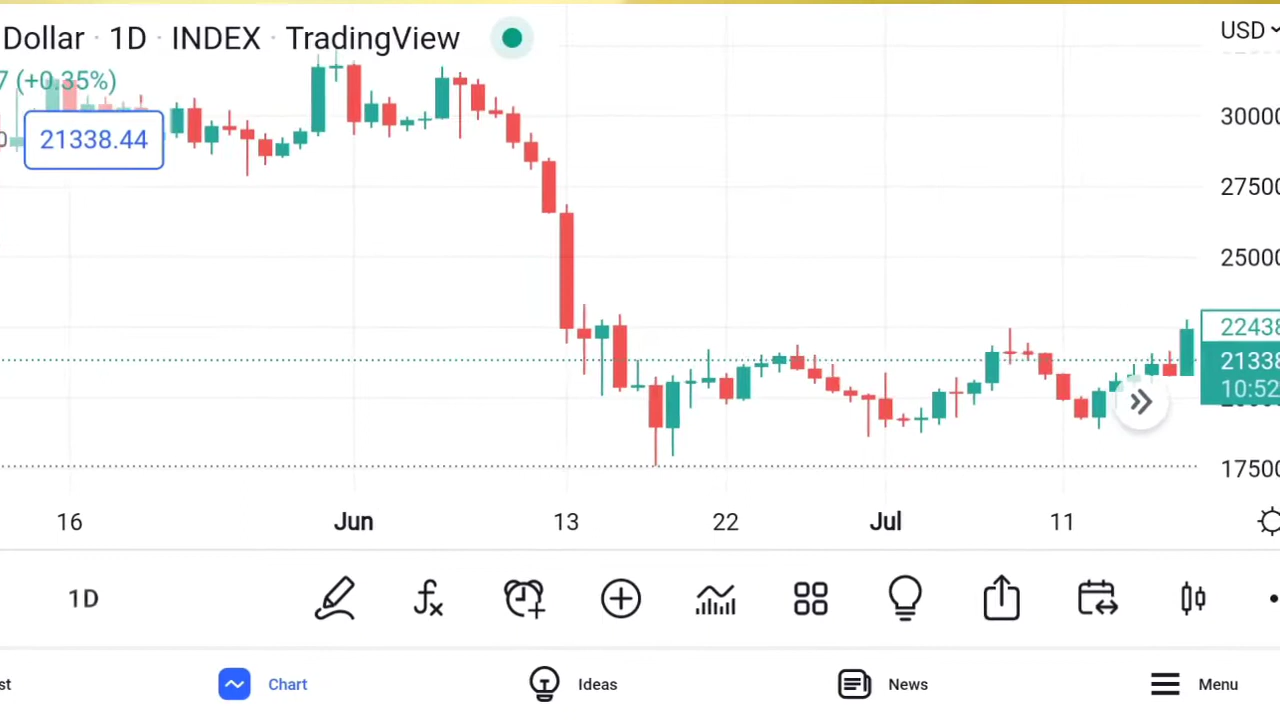 Dollar · 1D · INDEX · TradingView
USD
7 (+0.35%)
21338.44
30000
27500
25000
22438
21338
10:52
17500
16 Jun 13 22 Jul 11
1D
Chart Ideas News Menu